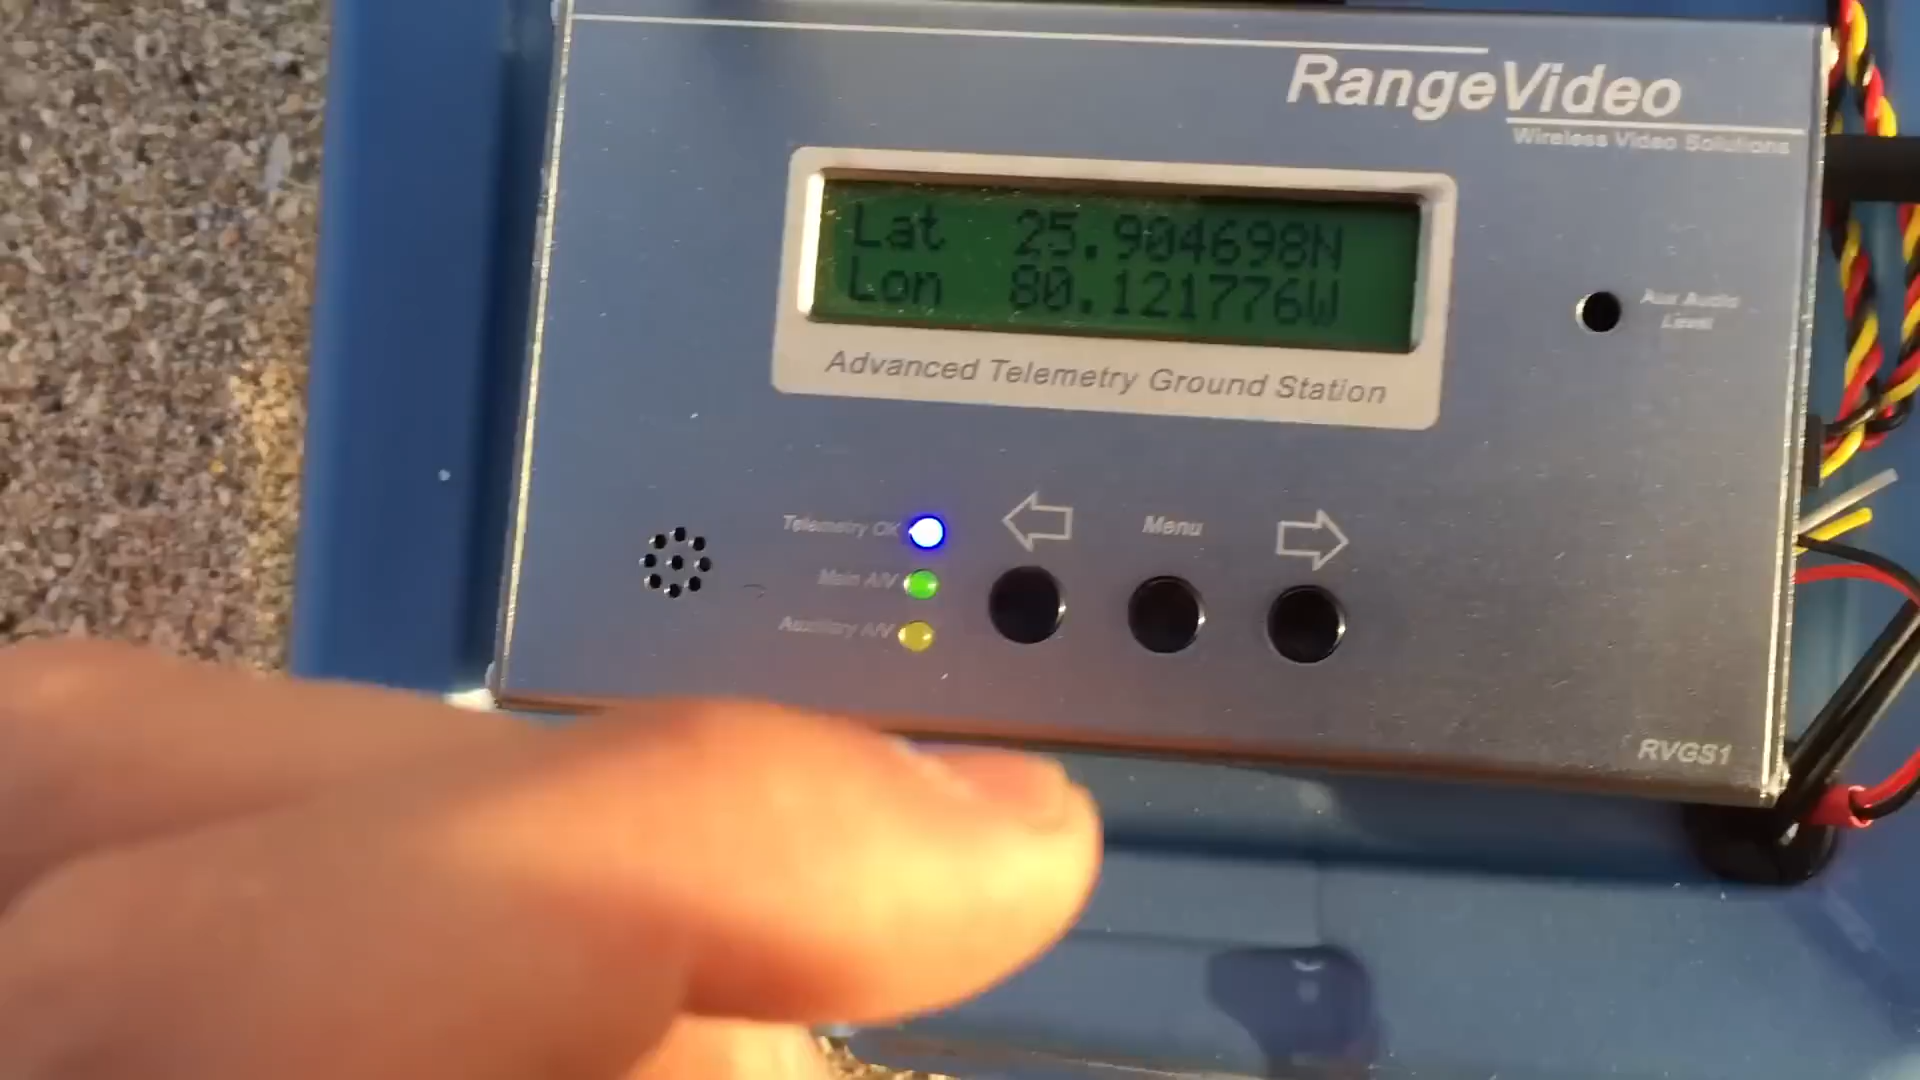 RangeVideo
Wireless Video Solutions
Lat 25.904698N
Lon 80.121776W
Advanced Telemetry Ground Station
Aux Audio
Level
Telemetry OK
Main A/V
Auxiliary A/V
Menu
RVGS1